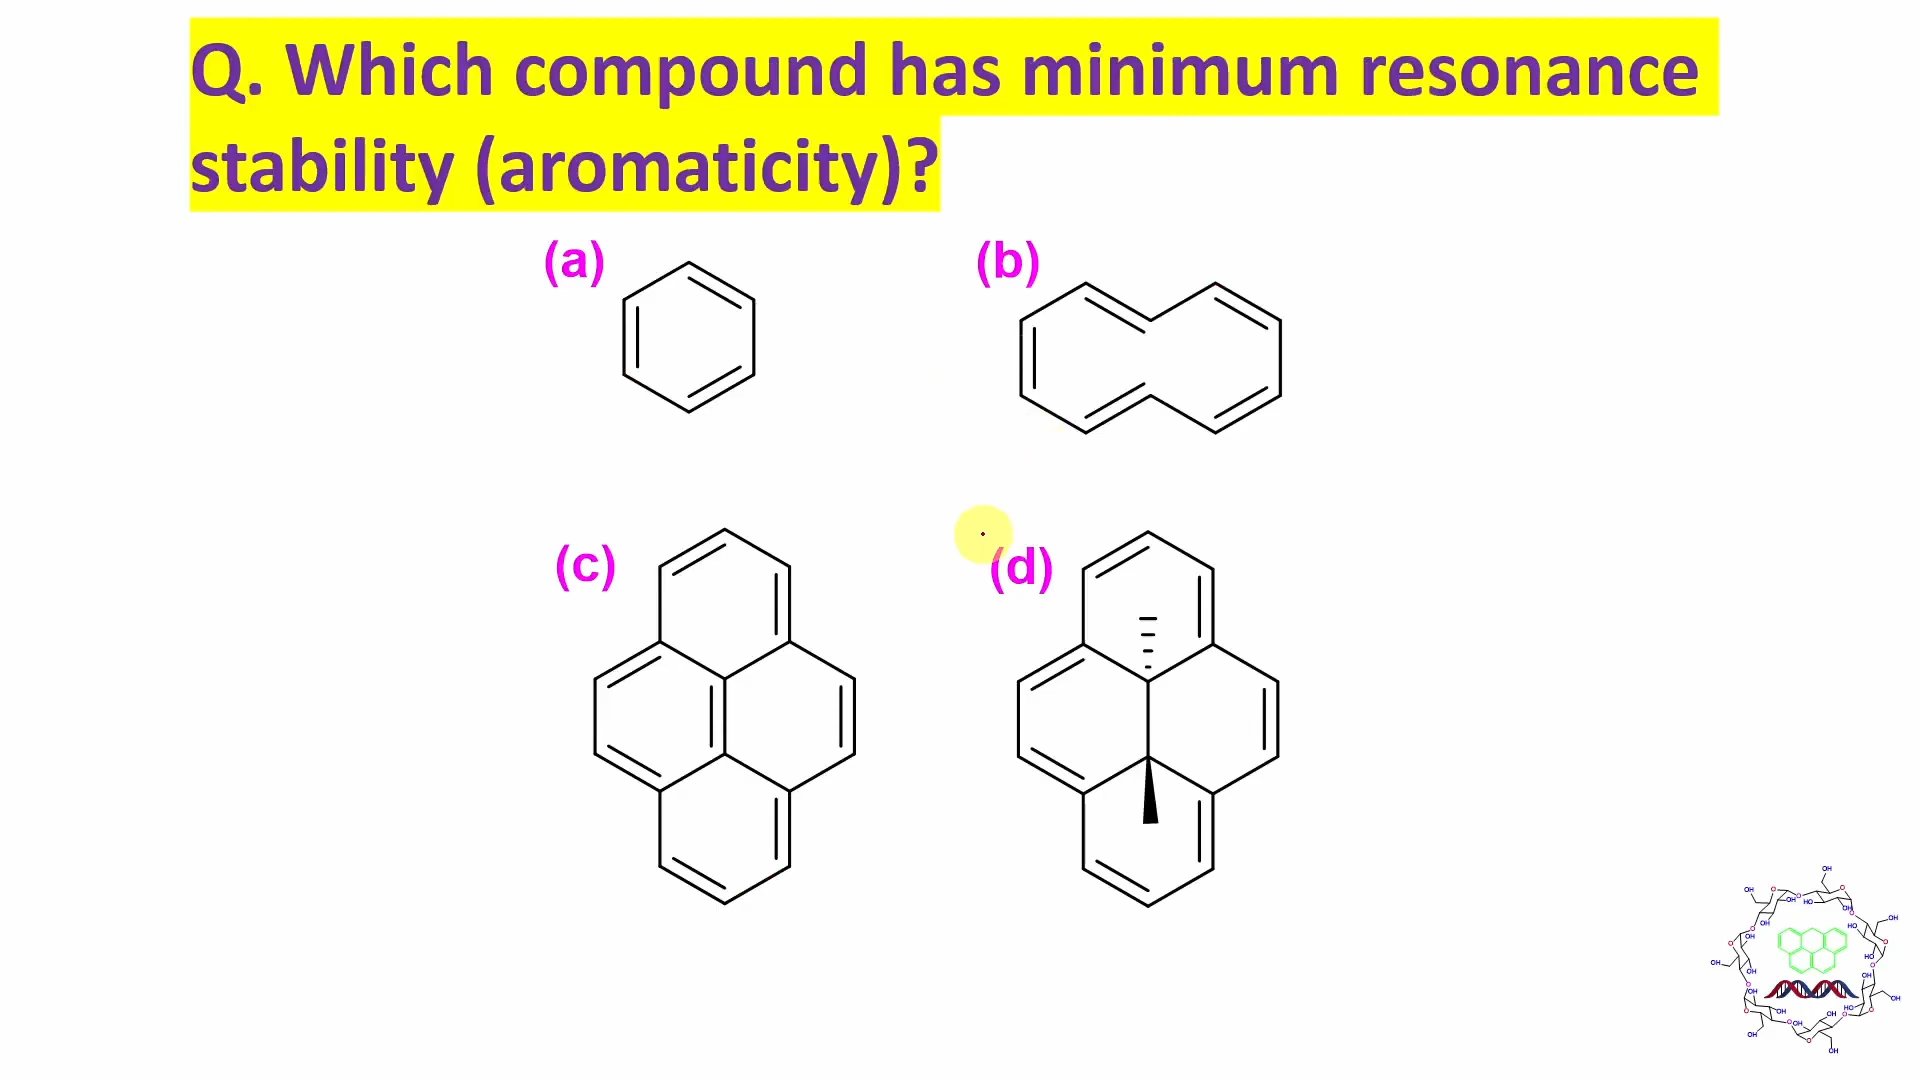 Q. Which compound has minimum resonance
stability (aromaticity)?
(a)
(b)
(c)
(d)